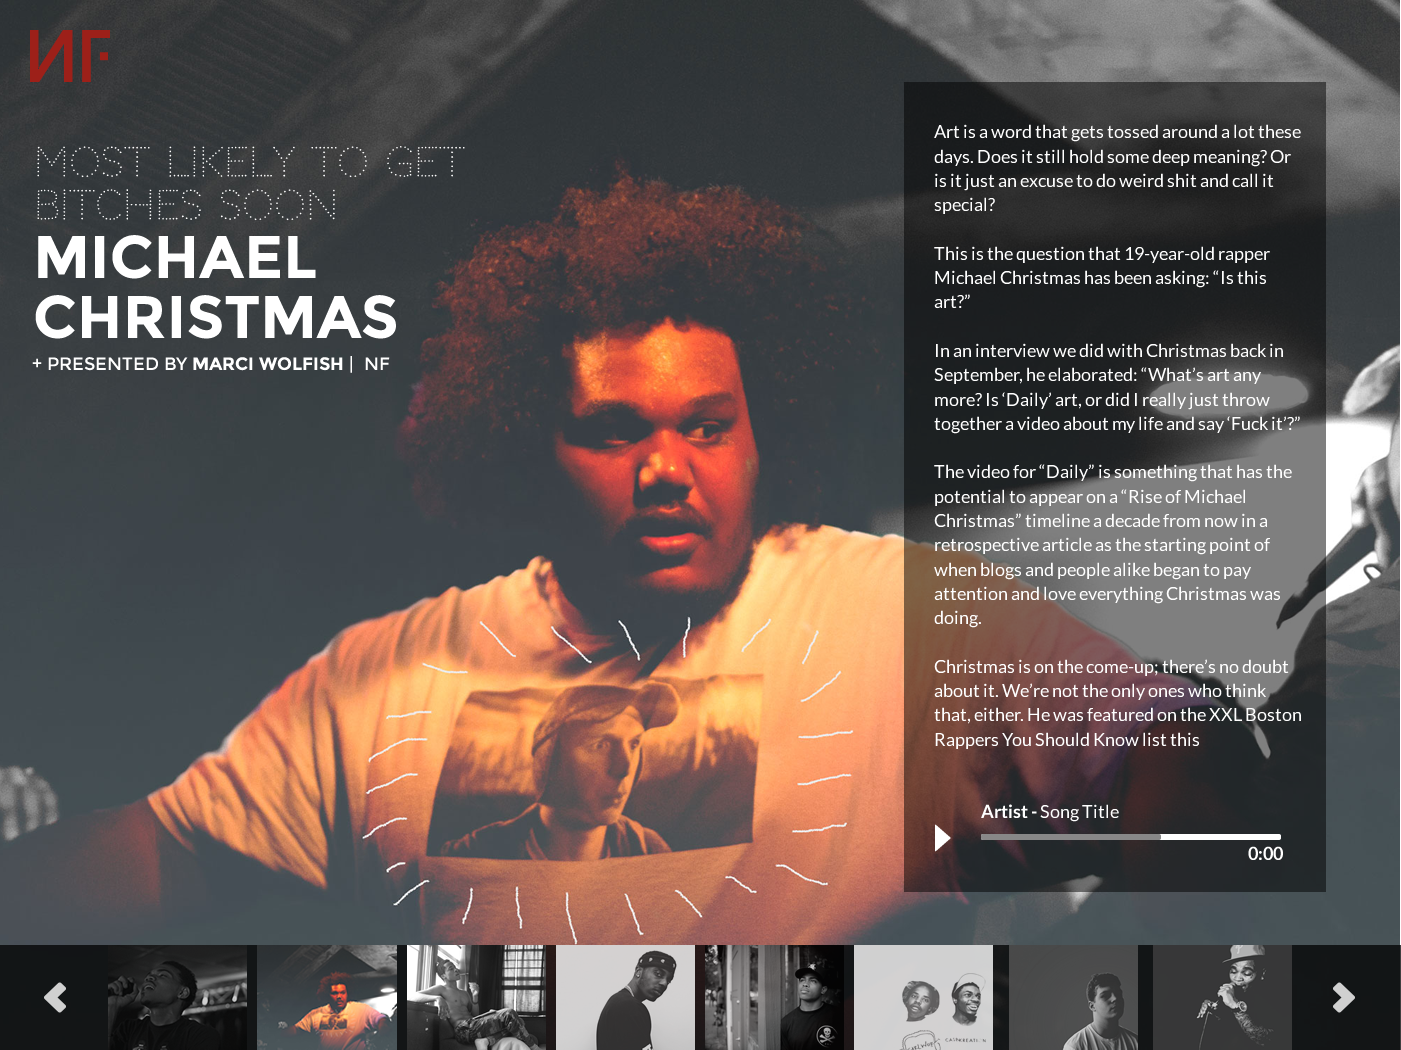 NF
MOST LIKELY TO GET
BITCHES SOON
MICHAEL
CHRISTMAS
+ PRESENTED BY MARCI WOLFISH | NF
Art is a word that gets tossed around a lot these
days. Does it still hold some deep meaning? Or
is it just an excuse to do weird shit and call it
special?
This is the question that 19-year-old rapper
Michael Christmas has been asking: “Is this
art?”
In an interview we did with Christmas back in
September, he elaborated: “What’s art any
more? Is ‘Daily’ art, or did I really just throw
together a video about my life and say ‘Fuck it’?”
The video for “Daily” is something that has the
potential to appear on a “Rise of Michael
Christmas” timeline a decade from now in a
retrospective article as the starting point of
when blogs and people alike began to pay
attention and love everything Christmas was
doing.
Christmas is on the come-up; there’s no doubt
about it. We’re not the only ones who think
that, either. He was featured on the XXL Boston
Rappers You Should Know list this
Artist - Song Title
0:00